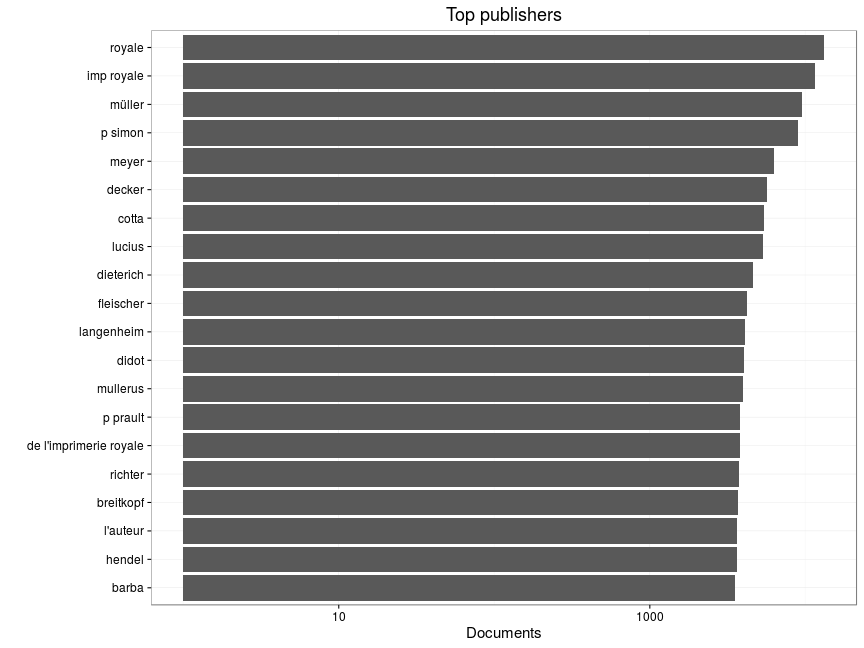 Top publishers
royale
imp royale
müller
p simon
meyer
decker
cotta
lucius
dieterich
fleischer
langenheim
didot
mullerus
p prault
de l'imprimerie royale
richter
breitkopf
l'auteur
hendel
barba
10
1000
Documents